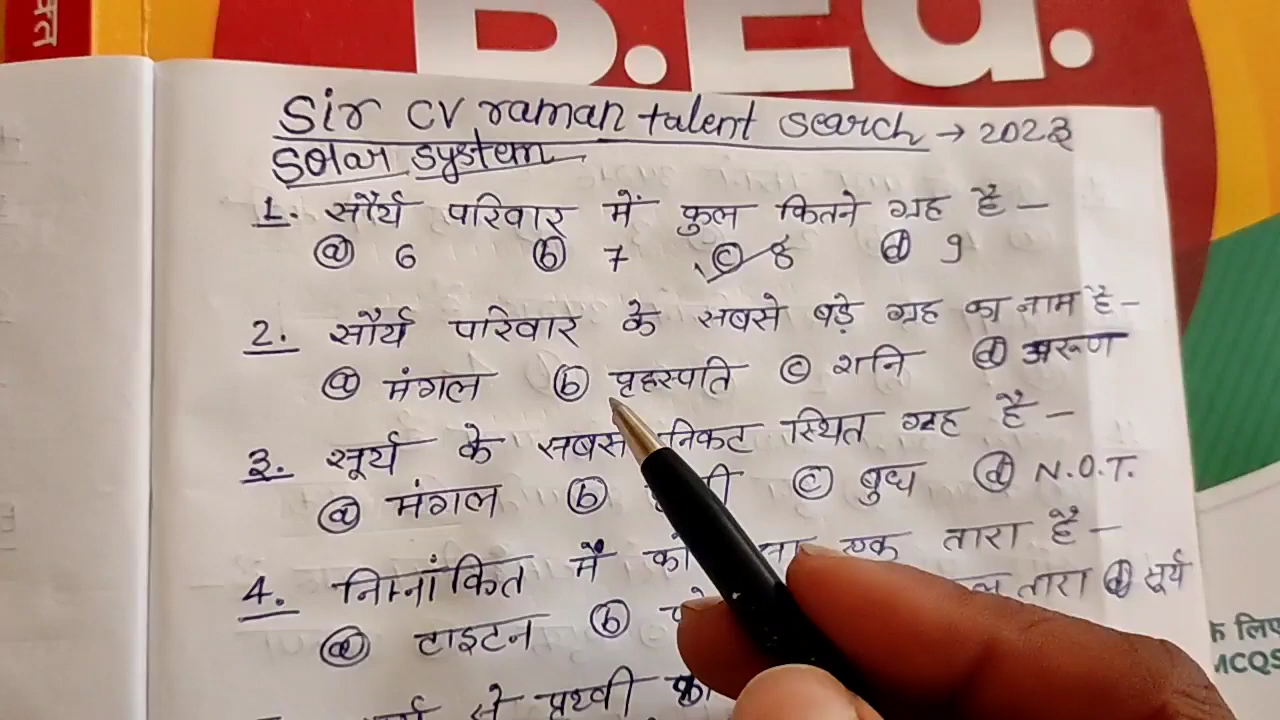 B.Ed.
Sir CV raman talent search → 2023
Solar system
1. सौर्य परिवार में कुल कितने ग्रह है –
ⓐ 6 ⓑ 7 ⓒ 8 ⓓ 9
2. सौर्य परिवार के सबसे बड़े ग्रह का नाम है –
ⓐ मंगल ⓑ वृहस्पति ⓒ शनि ⓓ अरूण
3. सूर्य के सबसे निकट स्थित ग्रह है –
ⓐ मंगल ⓑ ⓒ बुध ⓓ N.O.T.
4. निम्नांकित में एक तारा है –
ⓐ टाइटन ⓑ तारा ⓓ सूर्य
से पृथ्वी
MCQS